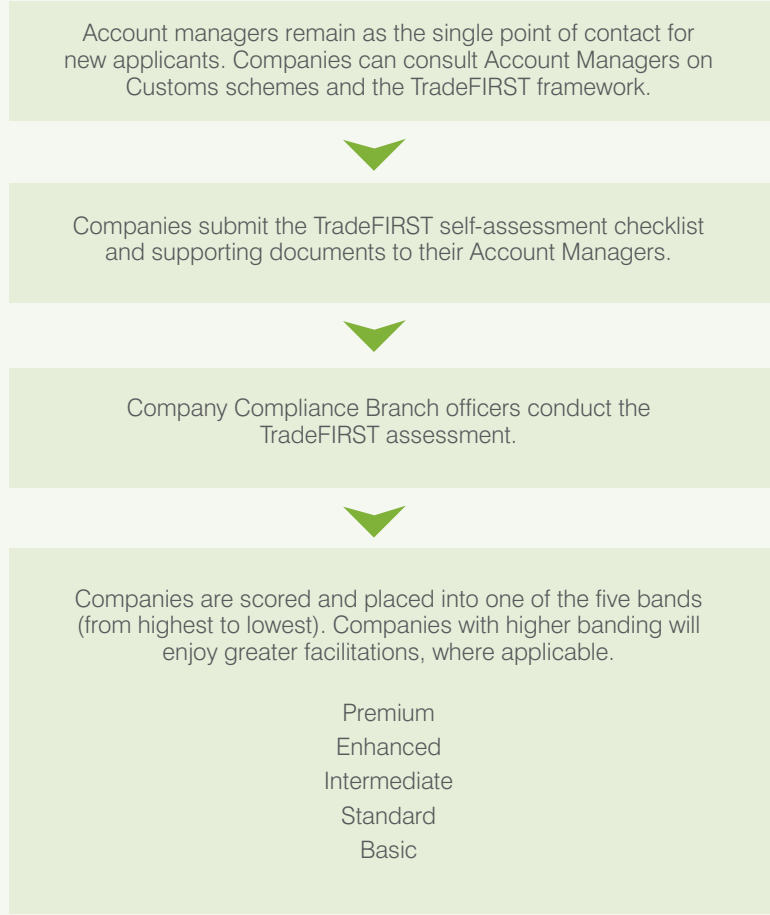 Account managers remain as the single point of contact for
new applicants. Companies can consult Account Managers on
Customs schemes and the TradeFIRST framework.
Companies submit the TradeFIRST self-assessment checklist
and supporting documents to their Account Managers.
Company Compliance Branch officers conduct the
TradeFIRST assessment.
Companies are scored and placed into one of the five bands
(from highest to lowest). Companies with higher banding will
enjoy greater facilitations, where applicable.
Premium
Enhanced
Intermediate
Standard
Basic